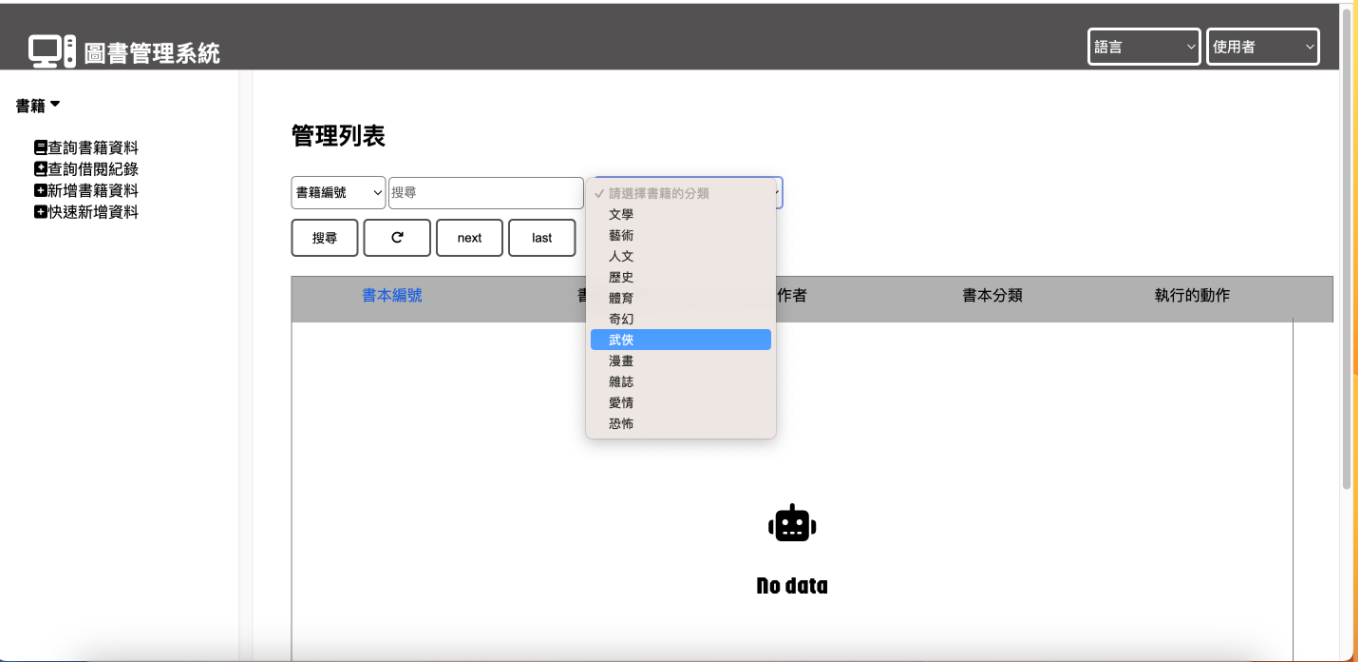 圖書管理系統
語言
使用者
書籍
查詢書籍資料
查詢借閱紀錄
新增書籍資料
快速新增資料
管理列表
書籍編號
搜尋
請選擇書籍的分類
文學
藝術
人文
歷史
體育
奇幻
武俠
漫畫
雜誌
愛情
恐怖
搜尋
next
last
書本編號
作者
書本分類
執行的動作
No data